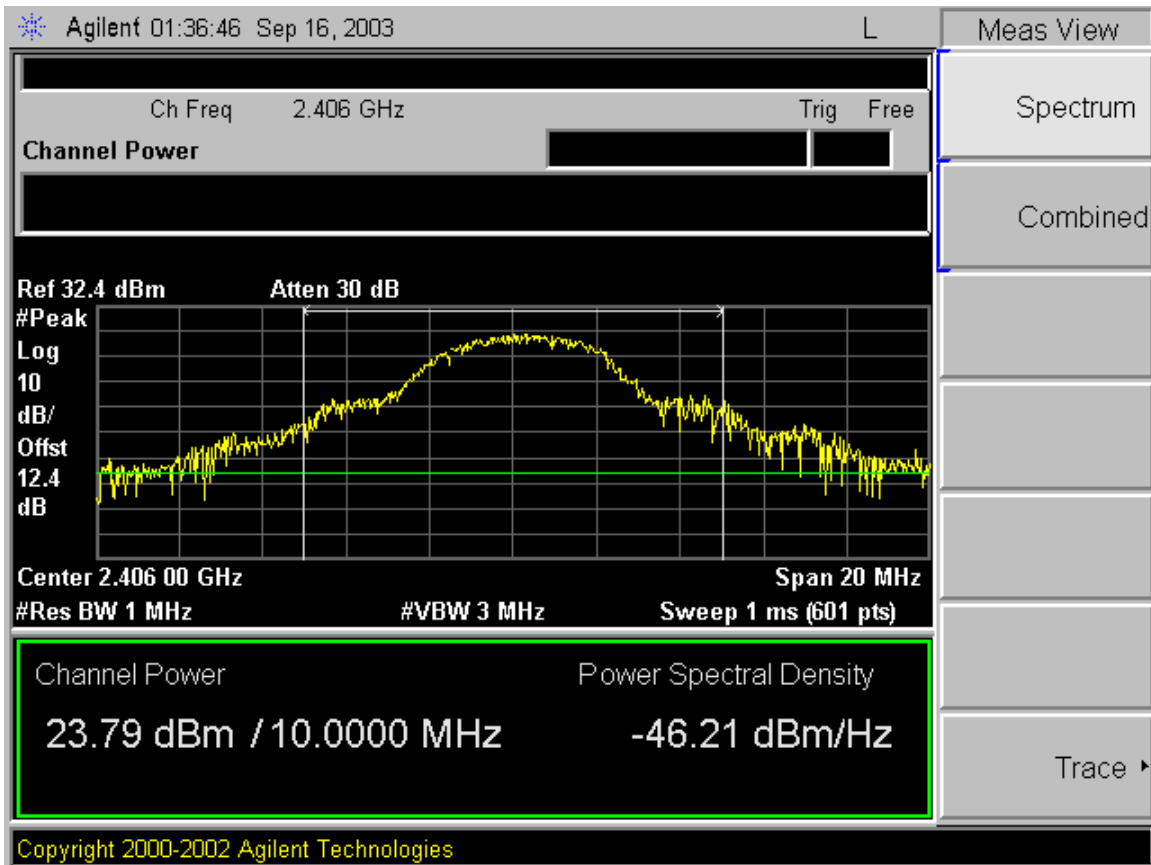 Agilent 01:36:46 Sep 16, 2003 L
Meas View
Ch Freq 2.406 GHz Trig Free
Channel Power
Spectrum
Combined
Ref 32.4 dBm Atten 30 dB
#Peak
Log
10
dB/
Offst
12.4
dB
Center 2.406 00 GHz Span 20 MHz
#Res BW 1 MHz #VBW 3 MHz Sweep 1 ms (601 pts)
Channel Power Power Spectral Density
23.79 dBm / 10.0000 MHz -46.21 dBm/Hz
Trace
Copyright 2000-2002 Agilent Technologies